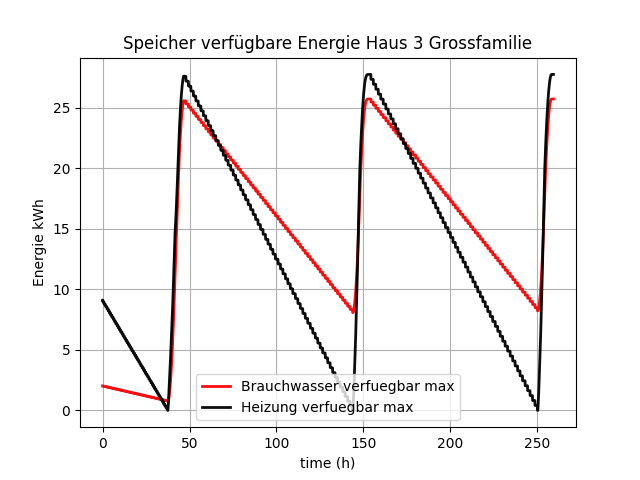 Speicher verfügbare Energie Haus 3 Grossfamilie
Energie kWh
25
20
15
10
5
0
Brauchwasser verfuegbar max
Heizung verfuegbar max
0 50 100 150 200 250
time (h)